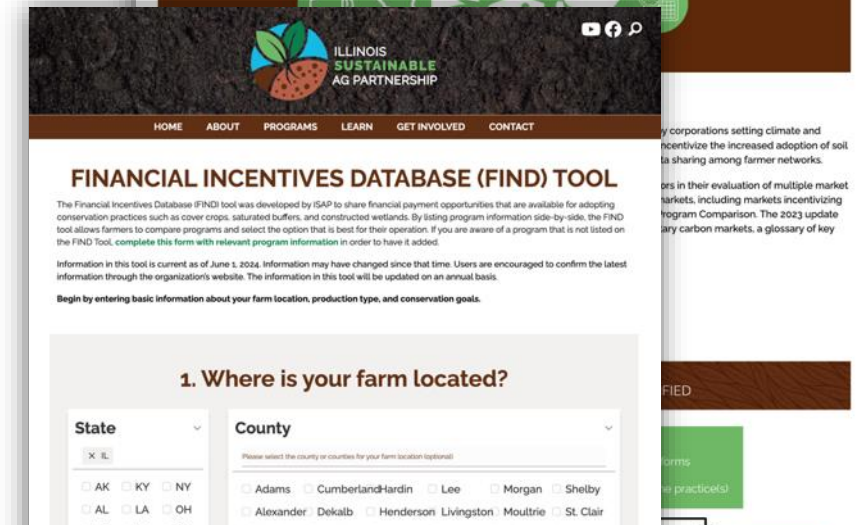 ILLINOIS
SUSTAINABLE
AG PARTNERSHIP
HOME ABOUT PROGRAMS LEARN GET INVOLVED CONTACT
FINANCIAL INCENTIVES DATABASE (FIND) TOOL
The Financial Incentives Database (FIND) tool was developed by ISAP to share financial payment opportunities that are available for adopting
conservation practices such as cover crops, saturated buffers, and constructed wetlands. By listing program information side-by-side, the FIND
tool allows farmers to compare programs and select the option that is best for their operation. If you are aware of a program that is not listed on
the FIND Tool, complete this form with relevant program information in order to have it added.
Information in this tool is current as of June 1, 2024. Information may have changed since that time. Users are encouraged to confirm the latest
information through the organization's website. The information in this tool will be updated on an annual basis.
Begin by entering basic information about your farm location, production type, and conservation goals.
1. Where is your farm located?
State
× IL
AK KY NY
AL LA OH
County
Please select the county or counties for your farm location (optional)
Adams Cumberland Hardin Lee Morgan Shelby
Alexander Dekalb Henderson Livingston Moultrie St. Clair
y corporations setting climate and
ncentivize the increased adoption of soil
ta sharing among farmer networks.
ors in their evaluation of multiple market
markets, including markets incentivizing
Program Comparison. The 2023 update
tary carbon markets, a glossary of key
FIED
forms
e practice(s)